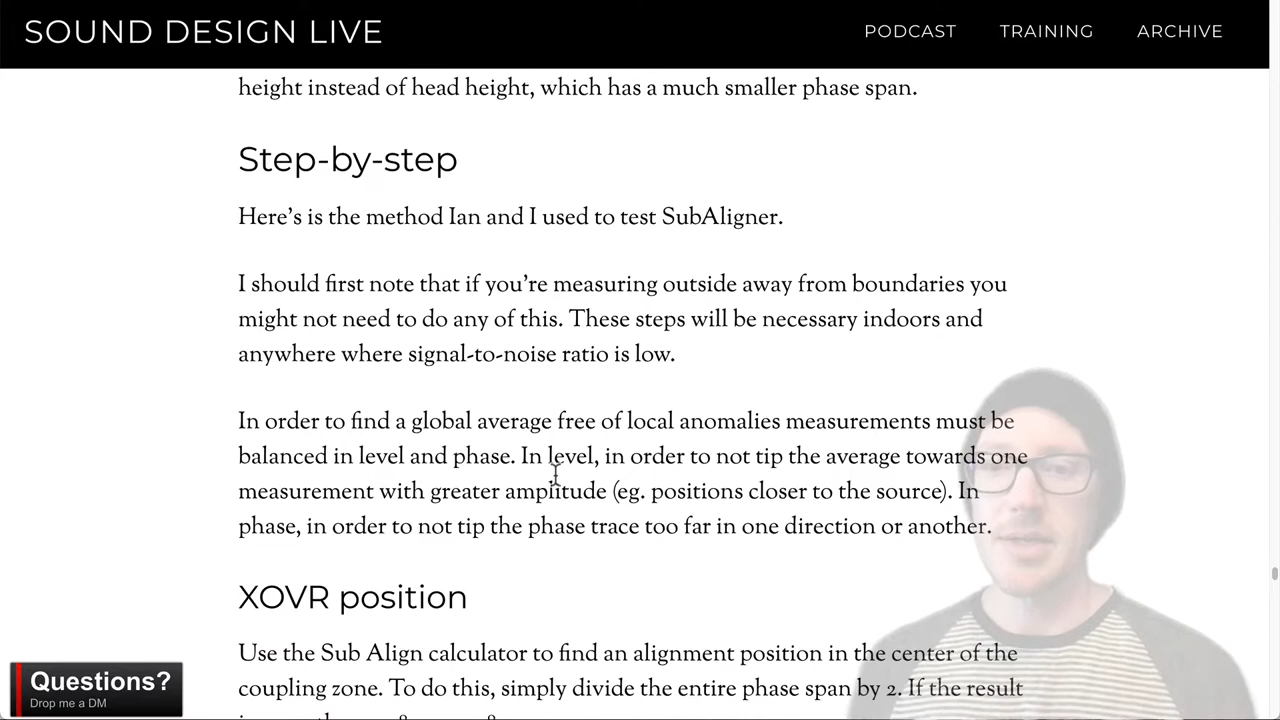 SOUND DESIGN LIVE
PODCAST TRAINING ARCHIVE
height instead of head height, which has a much smaller phase span.
Step-by-step
Here's is the method Ian and I used to test SubAligner.
I should first note that if you're measuring outside away from boundaries you
might not need to do any of this. These steps will be necessary indoors and
anywhere where signal-to-noise ratio is low.
In order to find a global average free of local anomalies measurements must be
balanced in level and phase. In level, in order to not tip the average towards one
measurement with greater amplitude (eg. positions closer to the source). In
phase, in order to not tip the phase trace too far in one direction or another.
XOVR position
Use the Sub Align calculator to find an alignment position in the center of the
coupling zone. To do this, simply divide the entire phase span by 2. If the result
Questions?
Drop me a DM